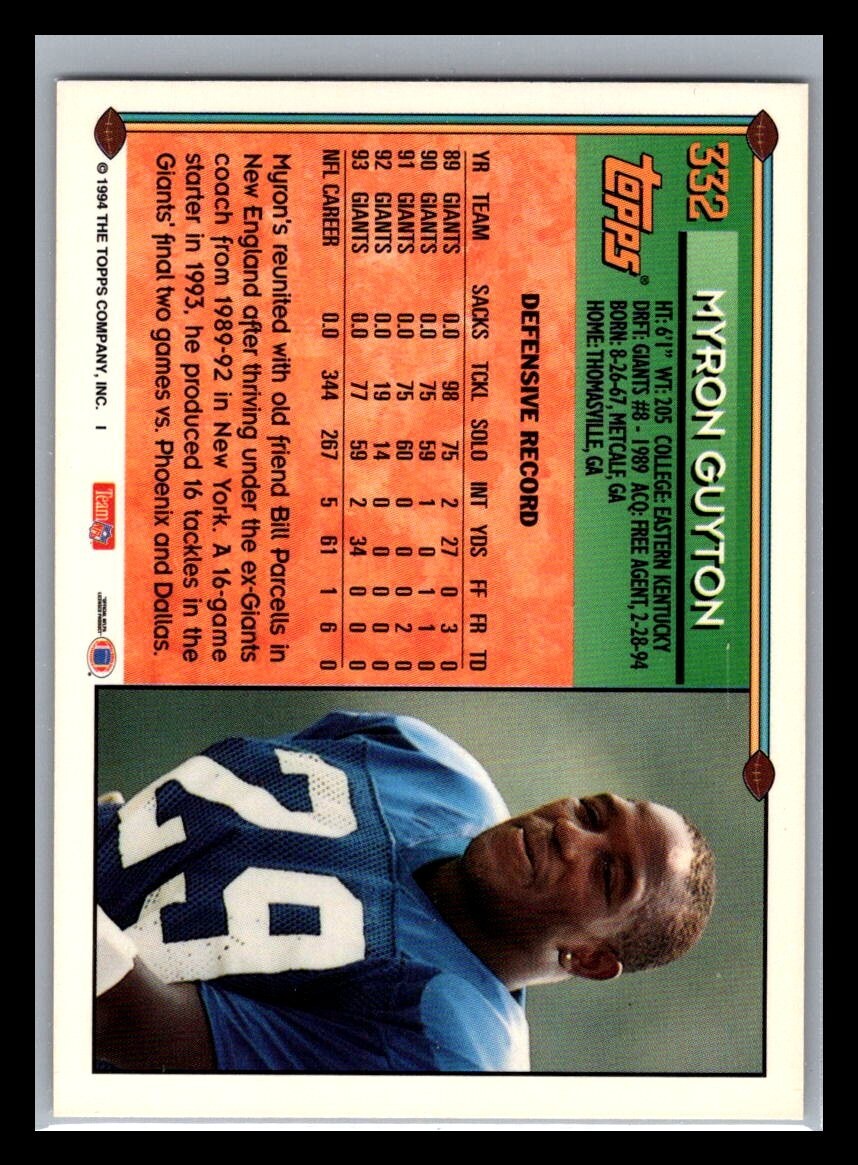 332
MYRON GUYTON
topps®
HT: 6'1" WT: 205 COLLEGE: EASTERN KENTUCKY
DRFT: GIANTS #8 - 1989 ACQ: FREE AGENT, 2-28-94
BORN: 8-26-67, METCALF, GA
HOME: THOMASVILLE, GA
DEFENSIVE RECORD
YR TEAM SACKS TCKL SOLO INT YDS FF FR TD
89 GIANTS 0.0 98 75 2 27 0 3 0
90 GIANTS 0.0 75 59 1 0 1 1 0
91 GIANTS 0.0 75 60 0 0 0 2 0
92 GIANTS 0.0 19 14 0 0 0 0 0
93 GIANTS 0.0 77 59 2 34 0 0 0
NFL CAREER 0.0 344 267 5 61 1 6 0
Myron's reunited with old friend Bill Parcells in
New England after thriving under the ex-Giants
coach from 1989-92 in New York. A 16-game
starter in 1993, he produced 16 tackles in the
Giants' final two games vs. Phoenix and Dallas.
© 1994 THE TOPPS COMPANY, INC. I
Team NFL
29